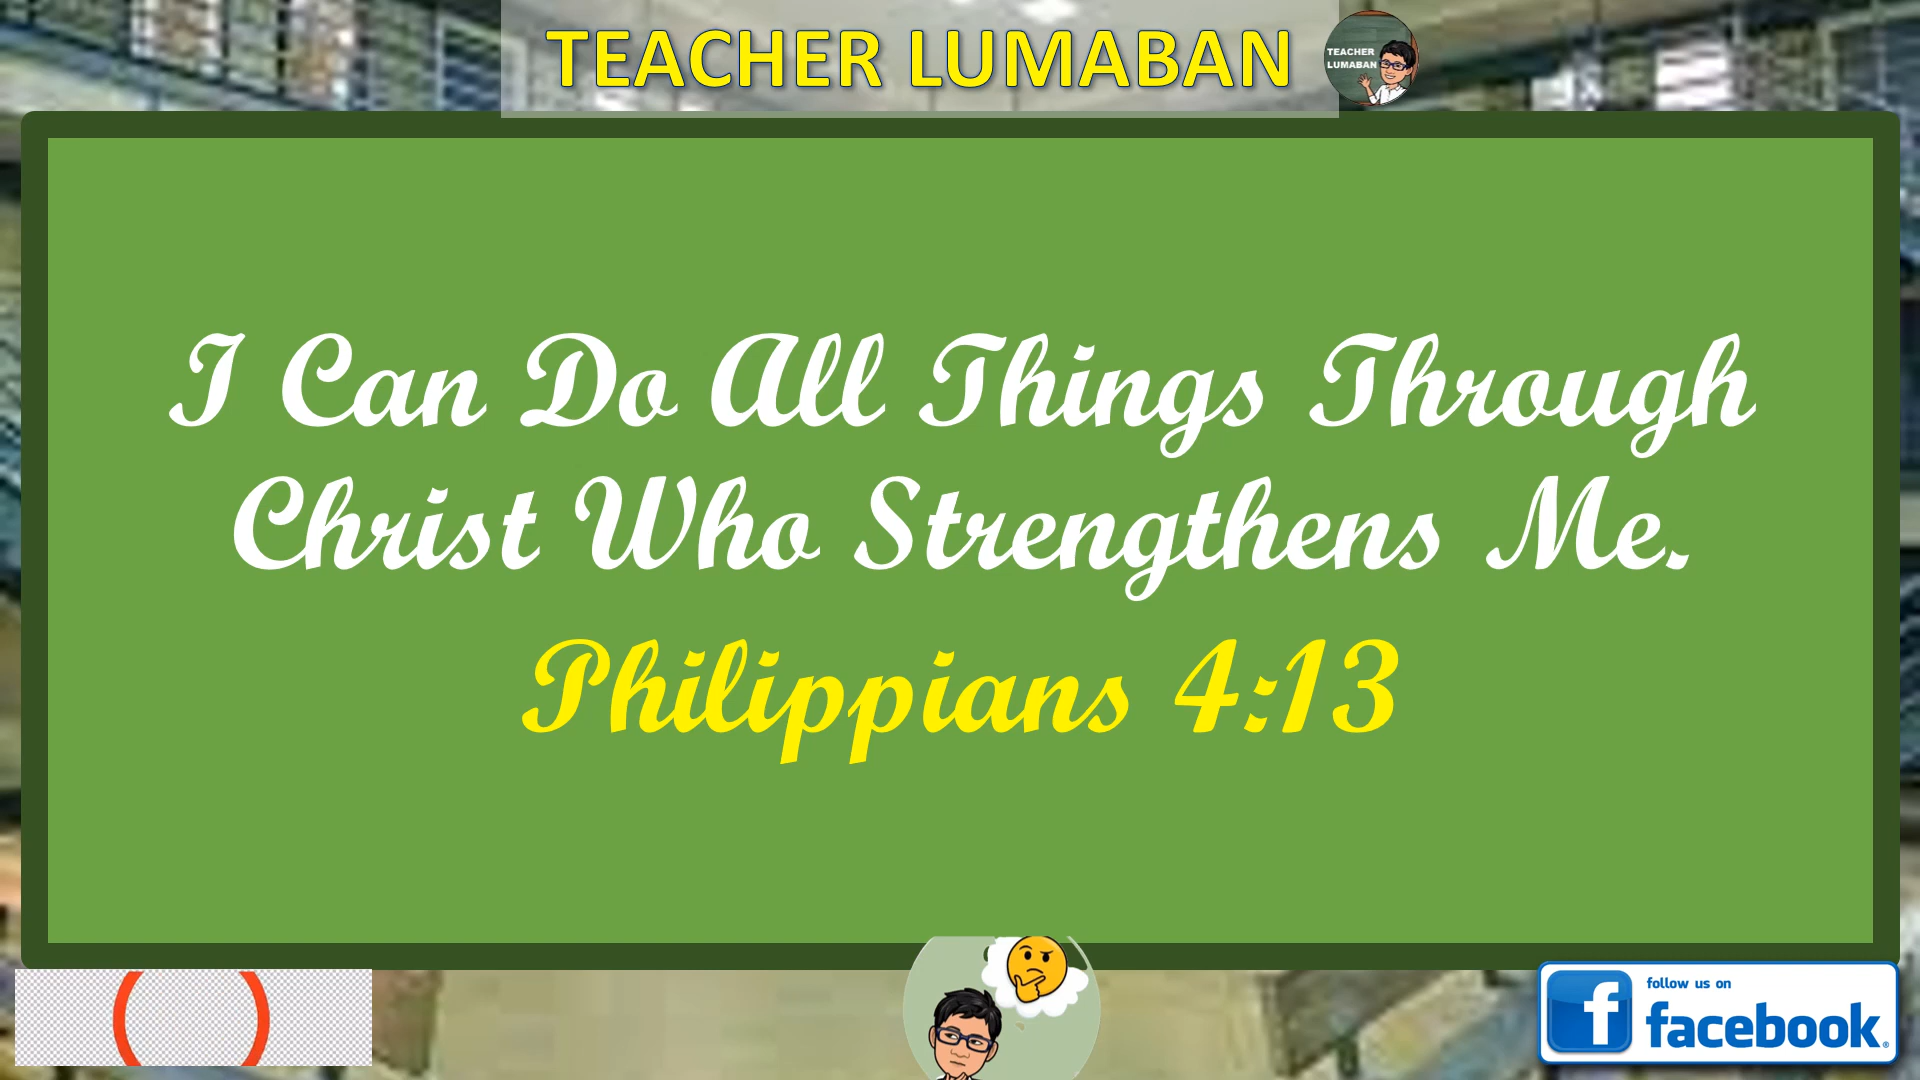 TEACHER LUMABAN
TEACHER
LUMABAN
I Can Do All Things Through
Christ Who Strengthens Me.
Philippians 4:13
follow us on
facebook®